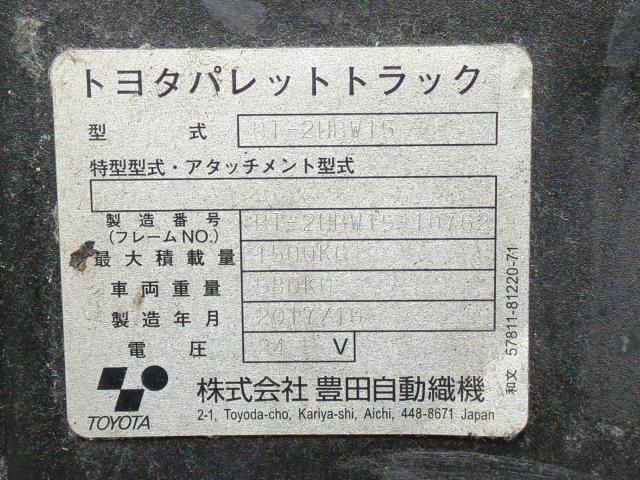 トヨタパレットトラック
型 式 BT-2HBW15
特型型式・アタッチメント型式
製造番号 BT-2HBW15-10762
(フレームNO.)
最大積載量 1500KG
車両重量
製造年月 2017/10
電圧 24 V
株式会社 豊田自動織機
TOYOTA 2-1, Toyoda-cho, Kariya-shi, Aichi, 448-8671 Japan
和文 57811-81220-71